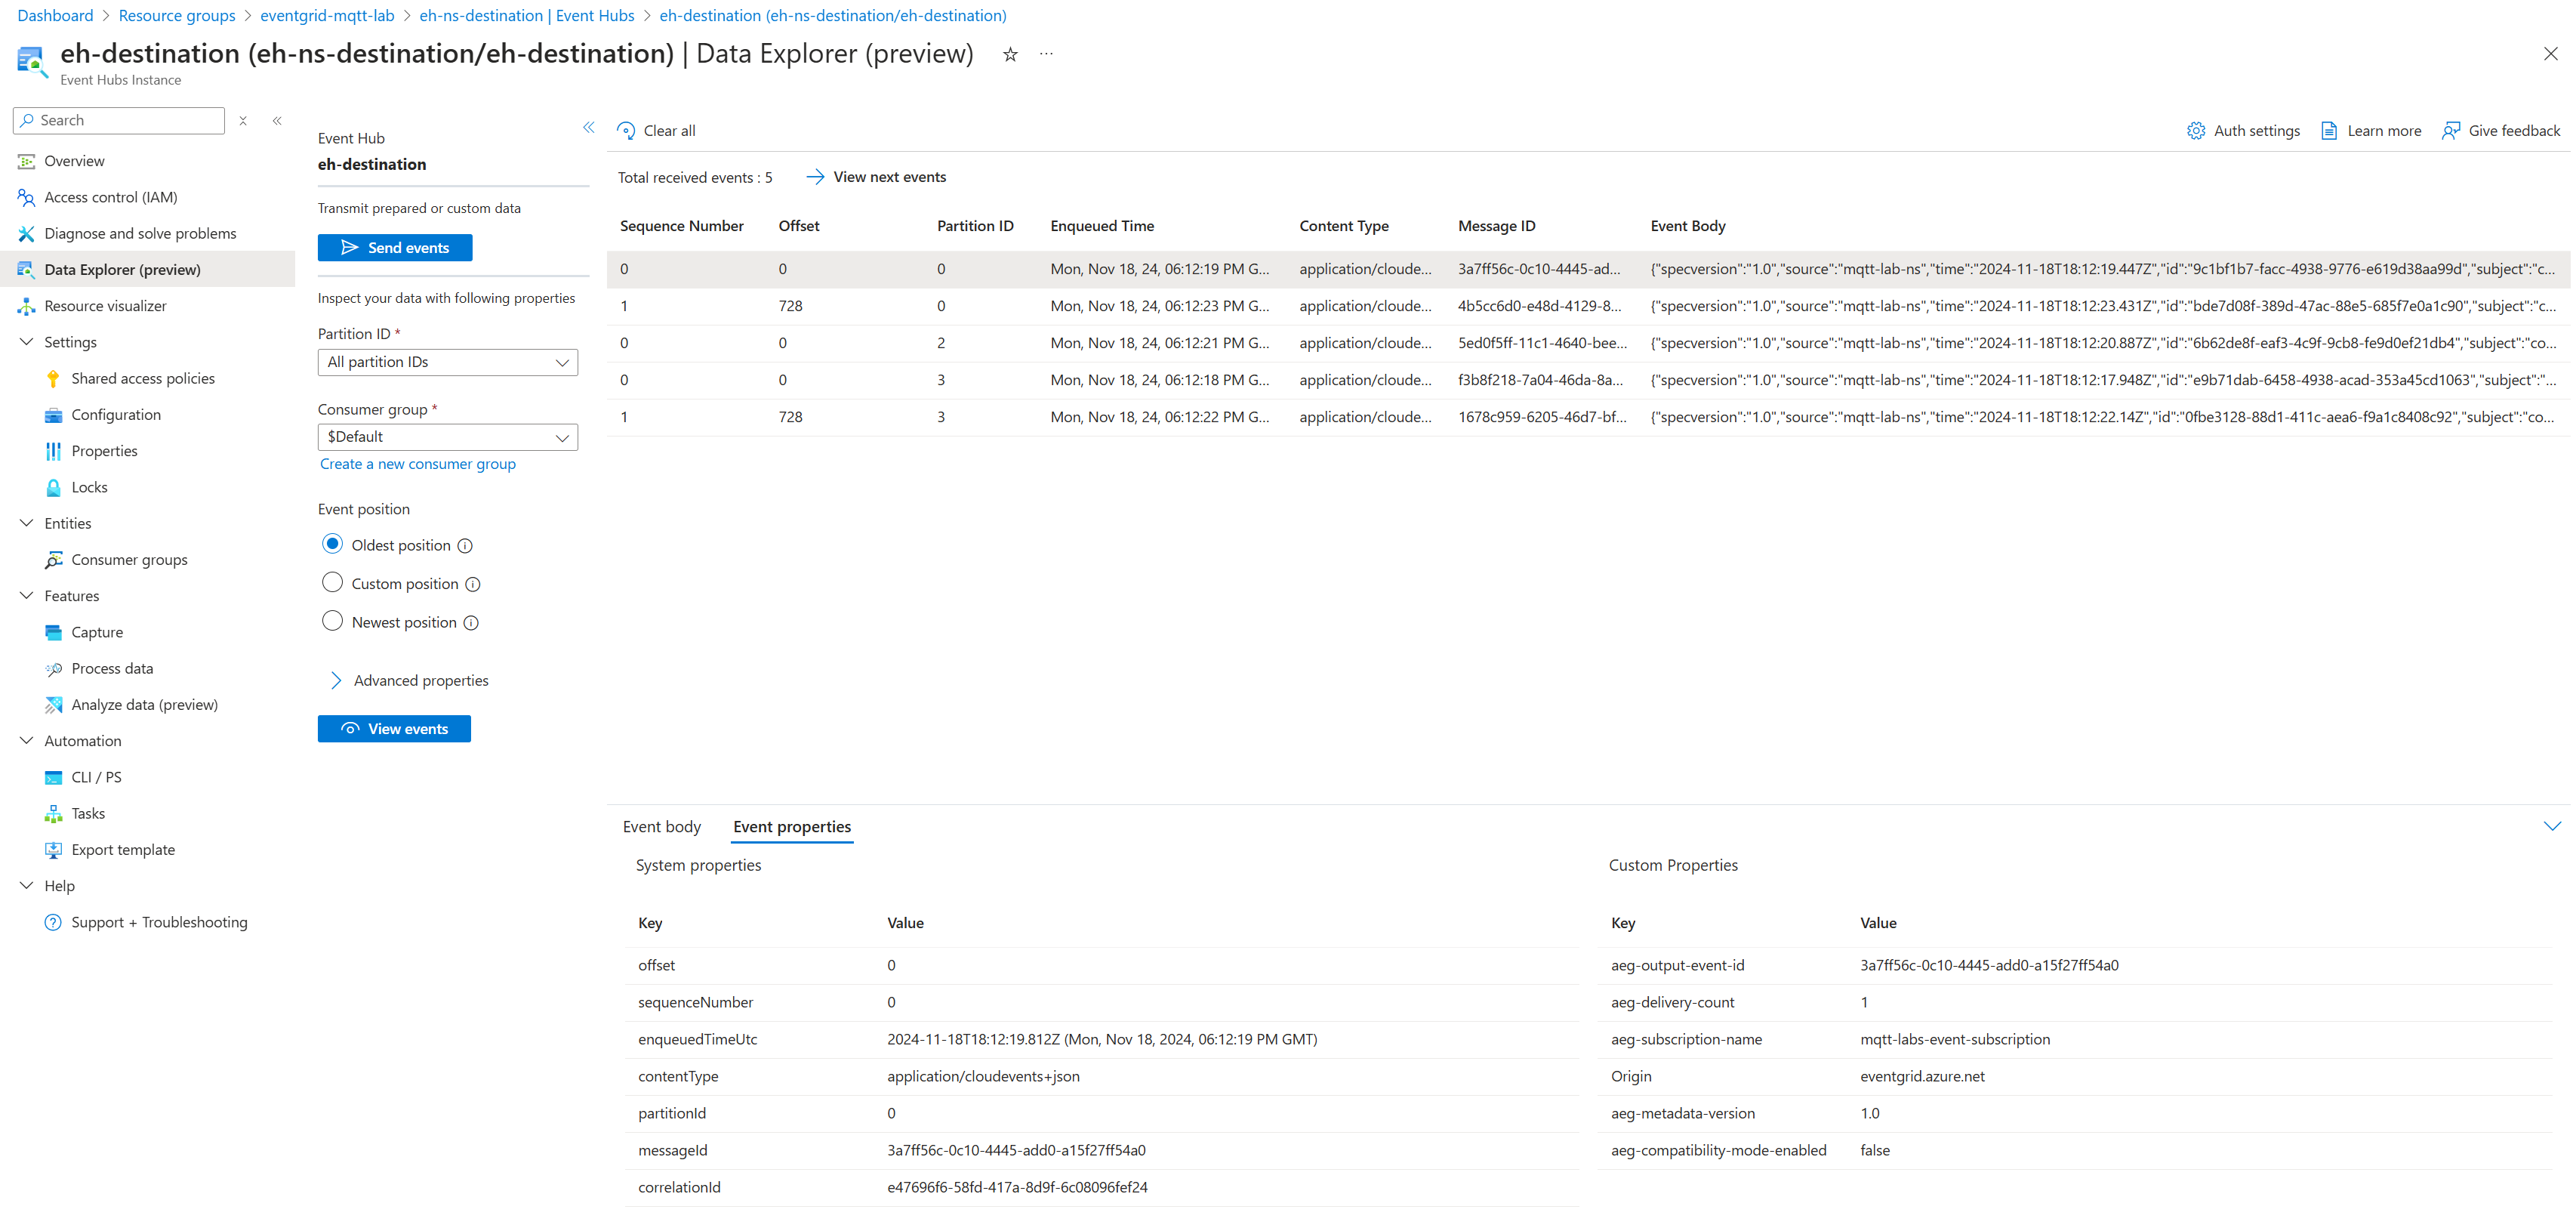 Dashboard > Resource groups > eventgrid-mqtt-lab > eh-ns-destination | Event Hubs > eh-destination (eh-ns-destination/eh-destination)
eh-destination (eh-ns-destination/eh-destination) | Data Explorer (preview) ☆ ···
Event Hubs Instance
Search
Overview
Access control (IAM)
Diagnose and solve problems
Data Explorer (preview)
Resource visualizer
Settings
Shared access policies
Configuration
Properties
Locks
Entities
Consumer groups
Features
Capture
Process data
Analyze data (preview)
Automation
CLI / PS
Tasks
Export template
Help
Support + Troubleshooting
Event Hub
eh-destination
Transmit prepared or custom data
Send events
Inspect your data with following properties
Partition ID *
All partition IDs
Consumer group *
$Default
Create a new consumer group
Event position
Oldest position
Custom position
Newest position
Advanced properties
View events
Clear all
Auth settings Learn more Give feedback
Total received events : 5 View next events
Sequence Number Offset Partition ID Enqueued Time Content Type Message ID Event Body
0 0 0 Mon, Nov 18, 24, 06:12:19 PM G... application/cloude... 3a7ff56c-0c10-4445-ad... {"specversion":"1.0","source":"mqtt-lab-ns","time":"2024-11-18T18:12:19.447Z","id":"9c1bf1b7-facc-4938-9776-e619d38aa99d","subject":"c...
1 728 0 Mon, Nov 18, 24, 06:12:23 PM G... application/cloude... 4b5cc6d0-e48d-4129-8... {"specversion":"1.0","source":"mqtt-lab-ns","time":"2024-11-18T18:12:23.431Z","id":"bde7d08f-389d-47ac-88e5-685f7e0a1c90","subject":"c...
0 0 2 Mon, Nov 18, 24, 06:12:21 PM G... application/cloude... 5ed0f5ff-11c1-4640-bee... {"specversion":"1.0","source":"mqtt-lab-ns","time":"2024-11-18T18:12:20.887Z","id":"6b62de8f-eaf3-4c9f-9cb8-fe9d0ef21db4","subject":"co...
0 0 3 Mon, Nov 18, 24, 06:12:18 PM G... application/cloude... f3b8f218-7a04-46da-8a... {"specversion":"1.0","source":"mqtt-lab-ns","time":"2024-11-18T18:12:17.948Z","id":"e9b71dab-6458-4938-acad-353a45cd1063","subject":"...
1 728 3 Mon, Nov 18, 24, 06:12:22 PM G... application/cloude... 1678c959-6205-46d7-bf... {"specversion":"1.0","source":"mqtt-lab-ns","time":"2024-11-18T18:12:22.14Z","id":"0fbe3128-88d1-411c-aea6-f9a1c8408c92","subject":"co...
Event body Event properties
System properties
Key Value
offset 0
sequenceNumber 0
enqueuedTimeUtc 2024-11-18T18:12:19.812Z (Mon, Nov 18, 2024, 06:12:19 PM GMT)
contentType application/cloudevents+json
partitionId 0
messageId 3a7ff56c-0c10-4445-add0-a15f27ff54a0
correlationId e47696f6-58fd-417a-8d9f-6c08096fef24
Custom Properties
Key Value
aeg-output-event-id 3a7ff56c-0c10-4445-add0-a15f27ff54a0
aeg-delivery-count 1
aeg-subscription-name mqtt-labs-event-subscription
Origin eventgrid.azure.net
aeg-metadata-version 1.0
aeg-compatibility-mode-enabled false